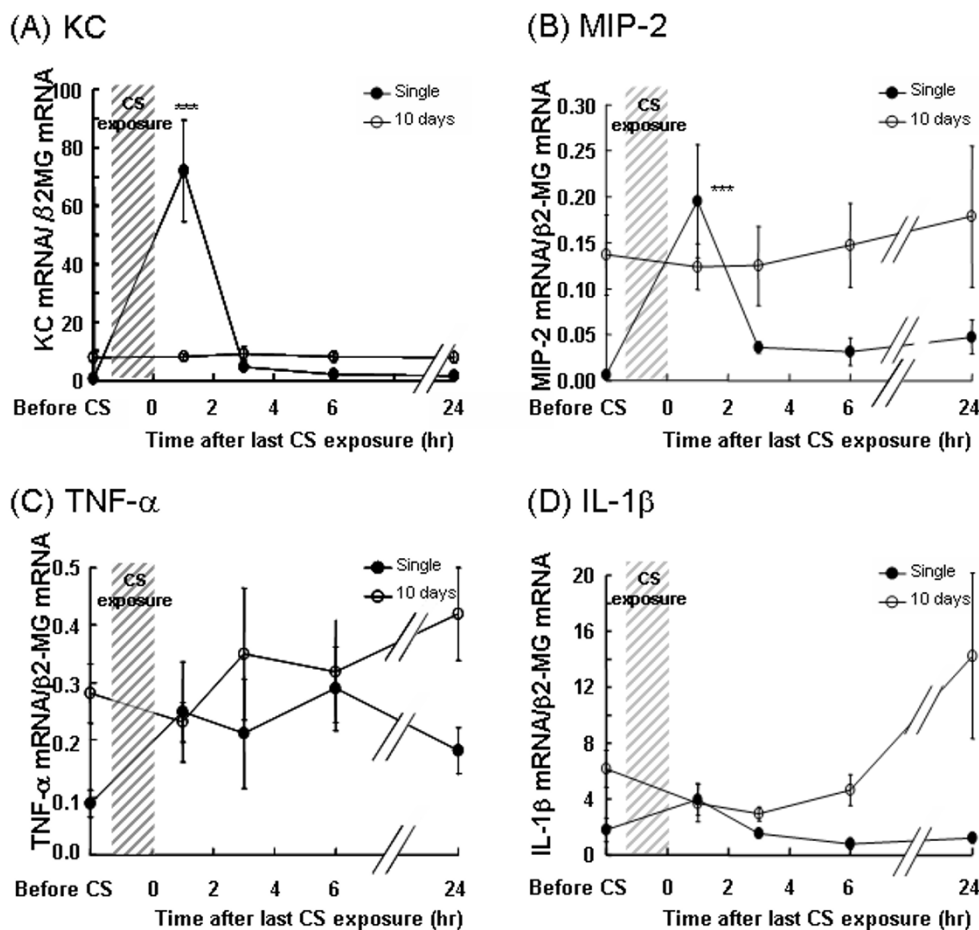 (A) KC
KC mRNA/β2MG mRNA
100
80
60
40
20
10
0
CS
exposure
***
Single
10 days
Before CS 0 2 4 6 24
Time after last CS exposure (hr)
(B) MIP-2
MIP-2 mRNA/β2-MG mRNA
0.30
0.25
0.20
0.15
0.10
0.05
0.00
CS
exposure
***
Single
10 days
Before CS 0 2 4 6 24
Time after last CS exposure (hr)
(C) TNF-α
TNF-α mRNA/β2-MG mRNA
0.5
0.4
0.3
0.2
0.1
0.0
CS
exposure
Single
10 days
Before CS 0 2 4 6 24
Time after last CS exposure (hr)
(D) IL-1β
IL-1β mRNA/β2-MG mRNA
20
16
12
8
4
0
CS
exposure
Single
10 days
Before CS 0 2 4 6 24
Time after last CS exposure (hr)